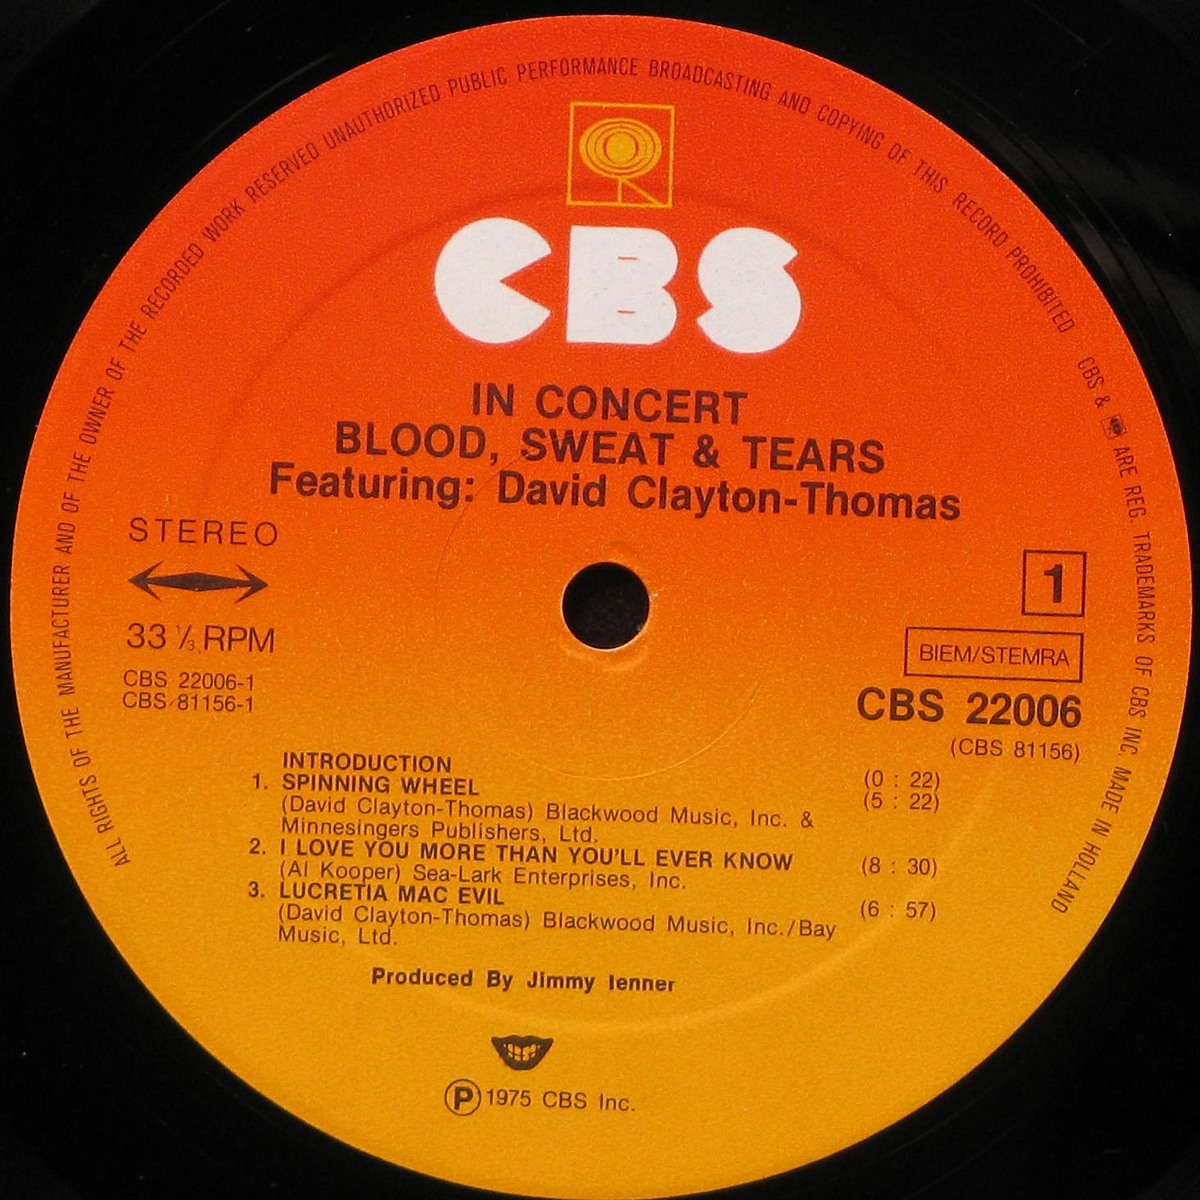 ALL RIGHTS OF THE MANUFACTURER AND OF THE OWNER OF THE RECORDED WORK RESERVED UNAUTHORIZED PUBLIC PERFORMANCE BROADCASTING AND COPYING OF THIS RECORD PROHIBITED
CBS & ARE REG. TRADEMARKS OF CBS INC. MADE IN HOLLAND
CBS
IN CONCERT
BLOOD, SWEAT & TEARS
Featuring: David Clayton-Thomas
STEREO
33 ⅓ RPM
CBS 22006-1
CBS 81156-1
1
BIEM/STEMRA
CBS 22006
(CBS 81156)
INTRODUCTION (0 : 22)
1. SPINNING WHEEL (5 : 22)
(David Clayton-Thomas) Blackwood Music, Inc. &
Minnesingers Publishers, Ltd.
2. I LOVE YOU MORE THAN YOU'LL EVER KNOW (8 : 30)
(Al Kooper) Sea-Lark Enterprises, Inc.
3. LUCRETIA MAC EVIL (6 : 57)
(David Clayton-Thomas) Blackwood Music, Inc./Bay
Music, Ltd.
Produced By Jimmy Ienner
℗ 1975 CBS Inc.